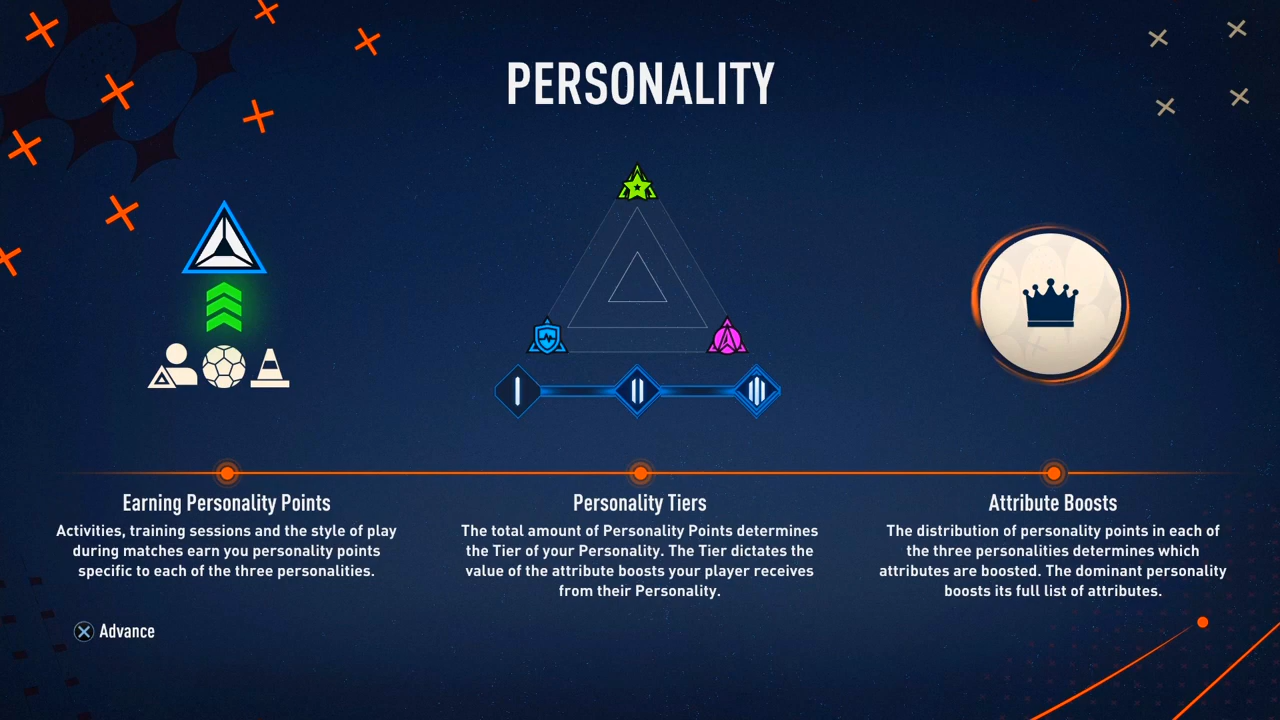 PERSONALITY
Earning Personality Points
Activities, training sessions and the style of play
during matches earn you personality points
specific to each of the three personalities.
Personality Tiers
The total amount of Personality Points determines
the Tier of your Personality. The Tier dictates the
value of the attribute boosts your player receives
from their Personality.
Attribute Boosts
The distribution of personality points in each of
the three personalities determines which
attributes are boosted. The dominant personality
boosts its full list of attributes.
Advance